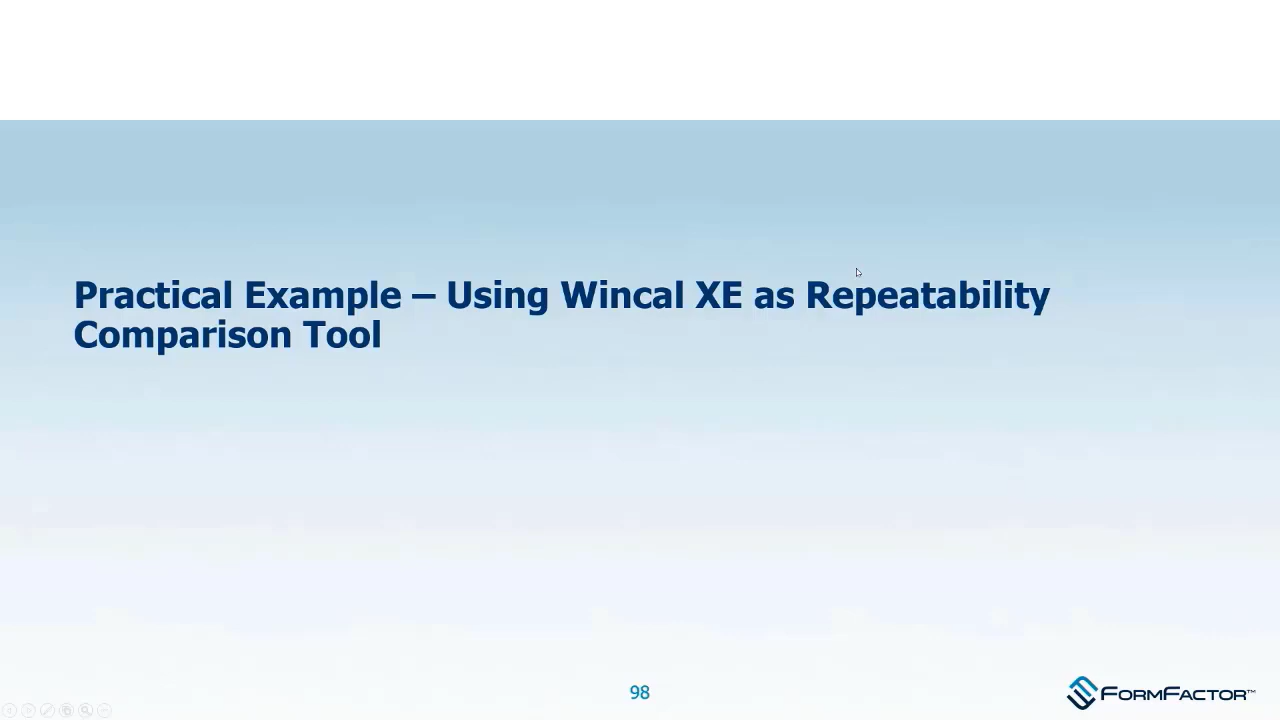 Practical Example – Using Wincal XE as Repeatability
Comparison Tool
98
FORMFACTOR™